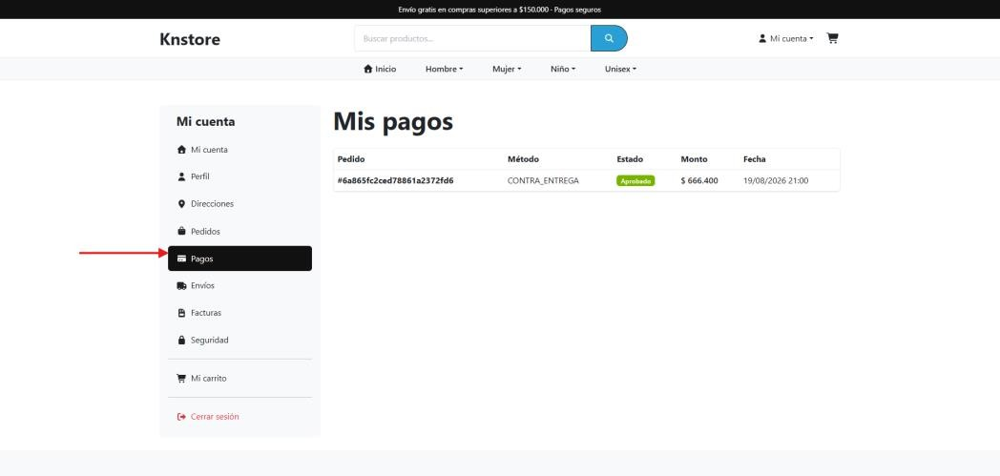 Envío gratis en compras superiores a $150.000 - Pagos seguros
Knstore
Buscar productos...
Mi cuenta
Inicio Hombre Mujer Niño Unisex
Mi cuenta
Mi cuenta
Perfil
Direcciones
Pedidos
Pagos
Envíos
Facturas
Seguridad
Mi carrito
Cerrar sesión
Mis pagos
Pedido Método Estado Monto Fecha
#6a865fc2ced78861a2372fd6 CONTRA_ENTREGA Aprobado $ 666.400 19/08/2026 21:00